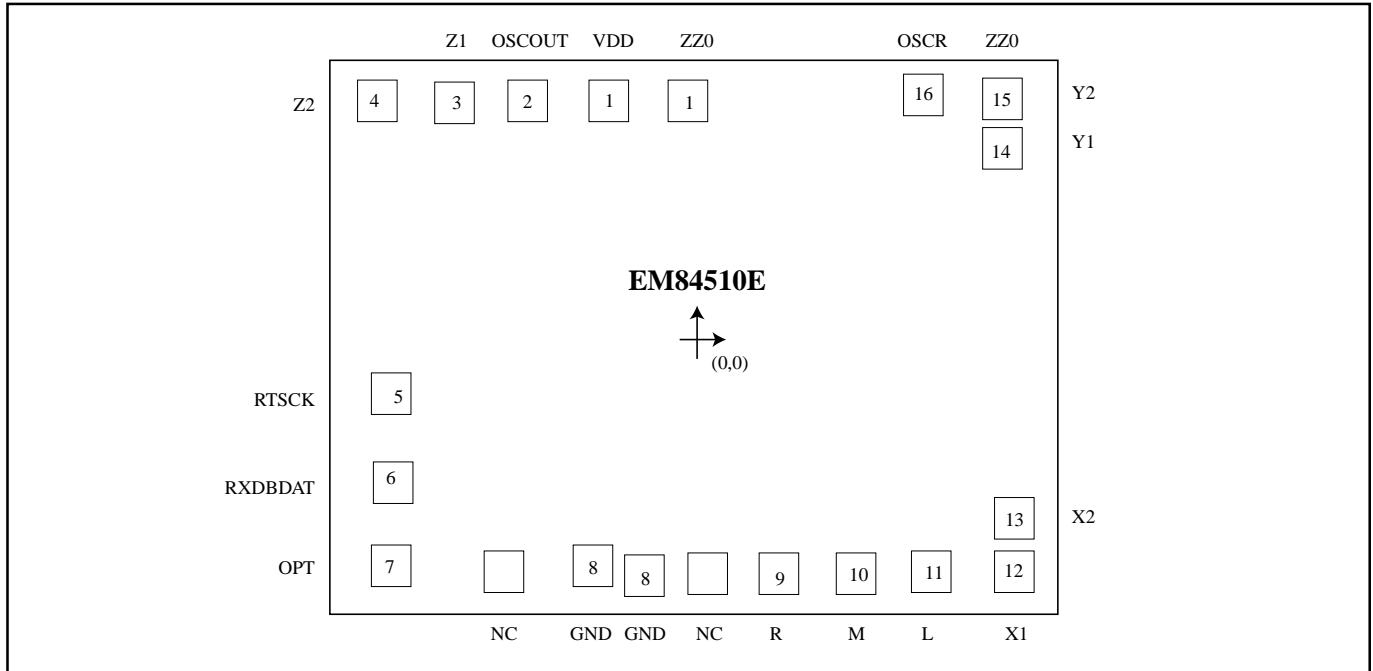 Z1 OSCOUT VDD ZZ0 OSCR ZZ0
Z2 4 3 2 1 1 16 15 Y2
14 Y1
EM84510E
(0,0)
RTSCK 5
RXDBDAT 6
13 X2
OPT 7 8 8 9 10 11 12
NC GND GND NC R M L X1